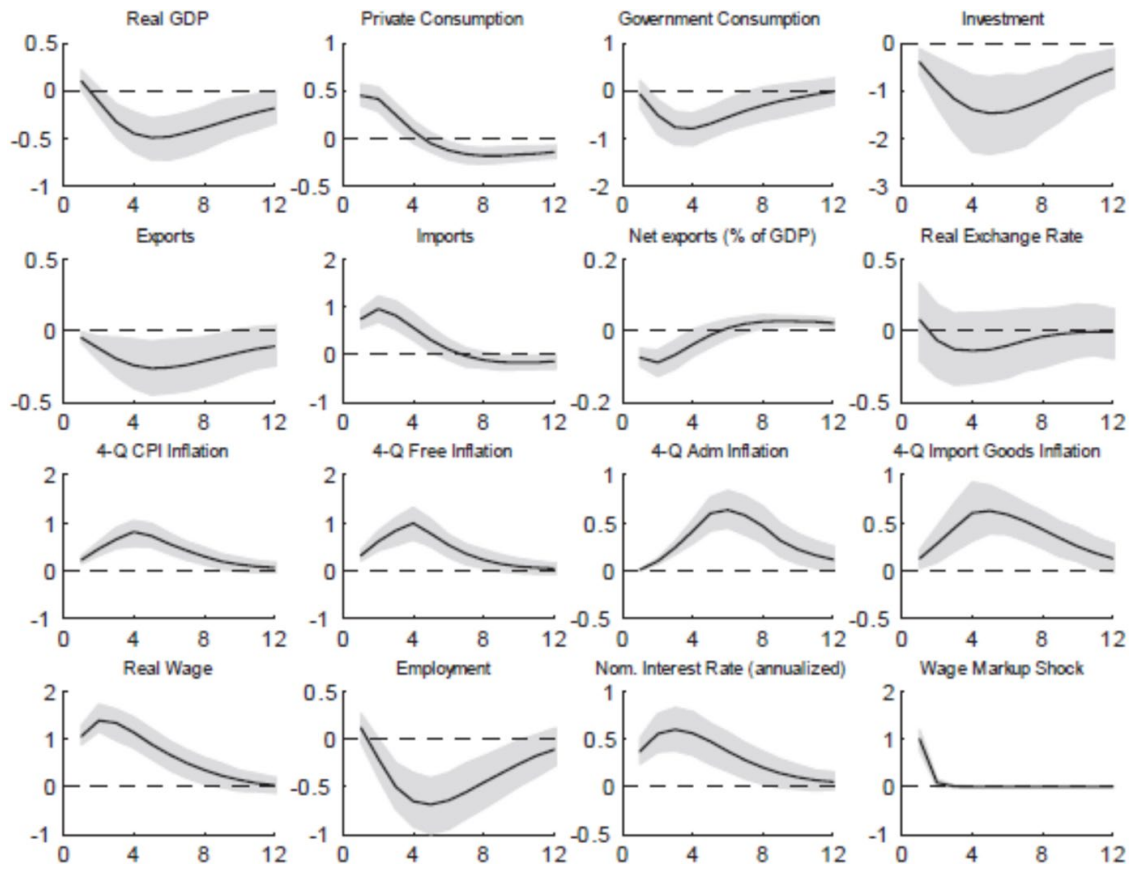 Real GDP Private Consumption Government Consumption Investment
0.5 1 1 0
0 0.5 0 -1
-0.5 0 -1 -2
-1 -0.5 -2 -3
0 4 8 12 0 4 8 12 0 4 8 12 0 4 8 12
Exports Imports Net exports (% of GDP) Real Exchange Rate
0.5 2 0.2 0.5
0 1 0 0
0
-0.5 -1 -0.2 -0.5
0 4 8 12 0 4 8 12 0 4 8 12 0 4 8 12
4-Q CPI Inflation 4-Q Free Inflation 4-Q Adm Inflation 4-Q Import Goods Inflation
2 2 1 1
1 1 0.5 0.5
0 0 0 0
-1 -1 -0.5 -0.5
0 4 8 12 0 4 8 12 0 4 8 12 0 4 8 12
Real Wage Employment Nom. Interest Rate (annualized) Wage Markup Shock
2 0.5 1 2
1 0 0.5 1
0 -0.5 0 0
-1 -1 -0.5 -1
0 4 8 12 0 4 8 12 0 4 8 12 0 4 8 12